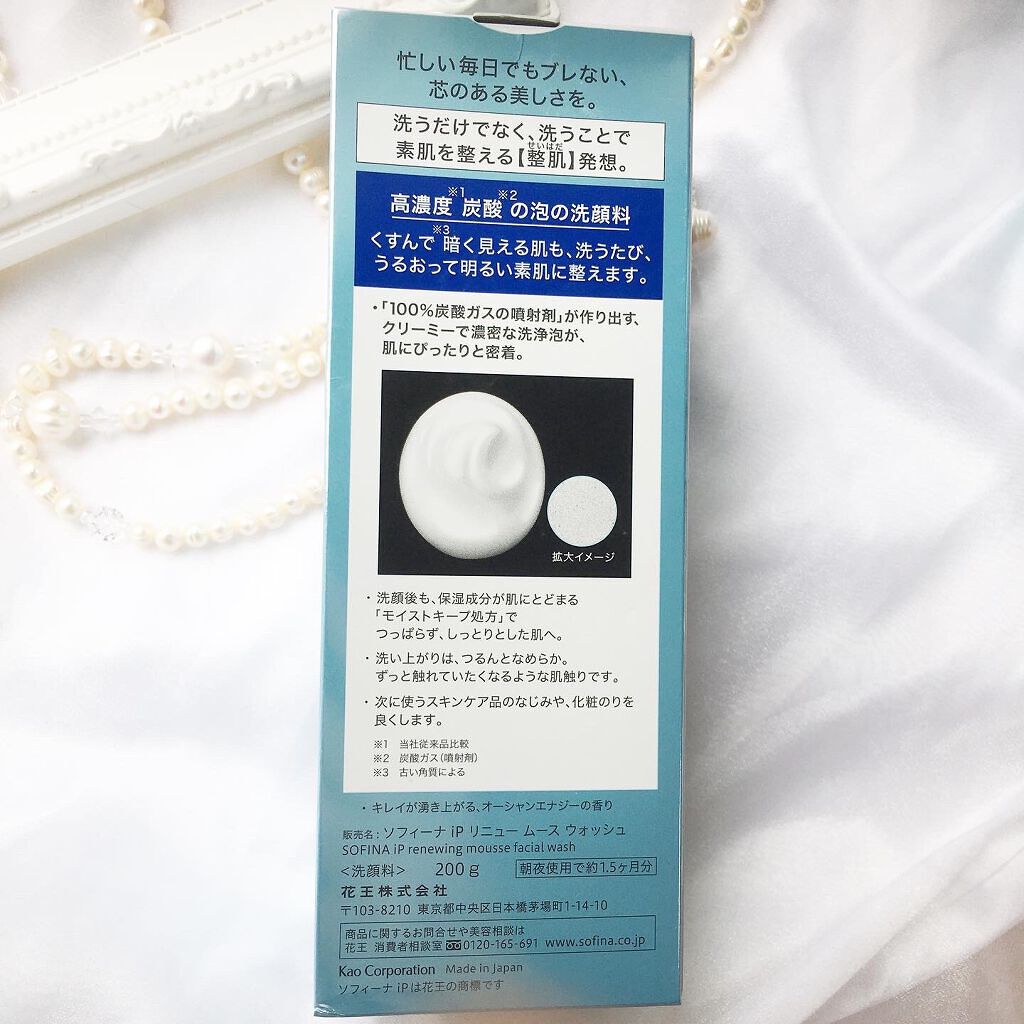 忙しい毎日でもブレない、
芯のある美しさを。
洗うだけでなく、洗うことで
素肌を整える【整肌】発想。
せいはだ
高濃度※1炭酸※2の泡の洗顔料
くすんで※3暗く見える肌も、洗うたび、
うるおって明るい素肌に整えます。
・「100%炭酸ガスの噴射剤」が作り出す、
クリーミーで濃密な洗浄泡が、
肌にぴったりと密着。
拡大イメージ
・洗顔後も、保湿成分が肌にとどまる
「モイストキープ処方」で
つっぱらず、しっとりとした肌へ。
・洗い上がりは、つるんとなめらか。
ずっと触れていたくなるような肌触りです。
・次に使うスキンケア品のなじみや、化粧のりを
良くします。
※1 当社従来品比較
※2 炭酸ガス(噴射剤)
※3 古い角質による
・キレイが湧き上がる、オーシャンエナジーの香り
販売名:ソフィーナ iP リニュー ムース ウォッシュ
SOFINA iP renewing mousse facial wash
<洗顔料> 200g 朝夜使用で約1.5ヶ月分
花王株式会社
〒103-8210 東京都中央区日本橋茅場町1-14-10
商品に関するお問合せや美容相談は
花王 消費者相談室 0120-165-691 www.sofina.co.jp
Kao Corporation Made in Japan
ソフィーナ iPは花王の商標です